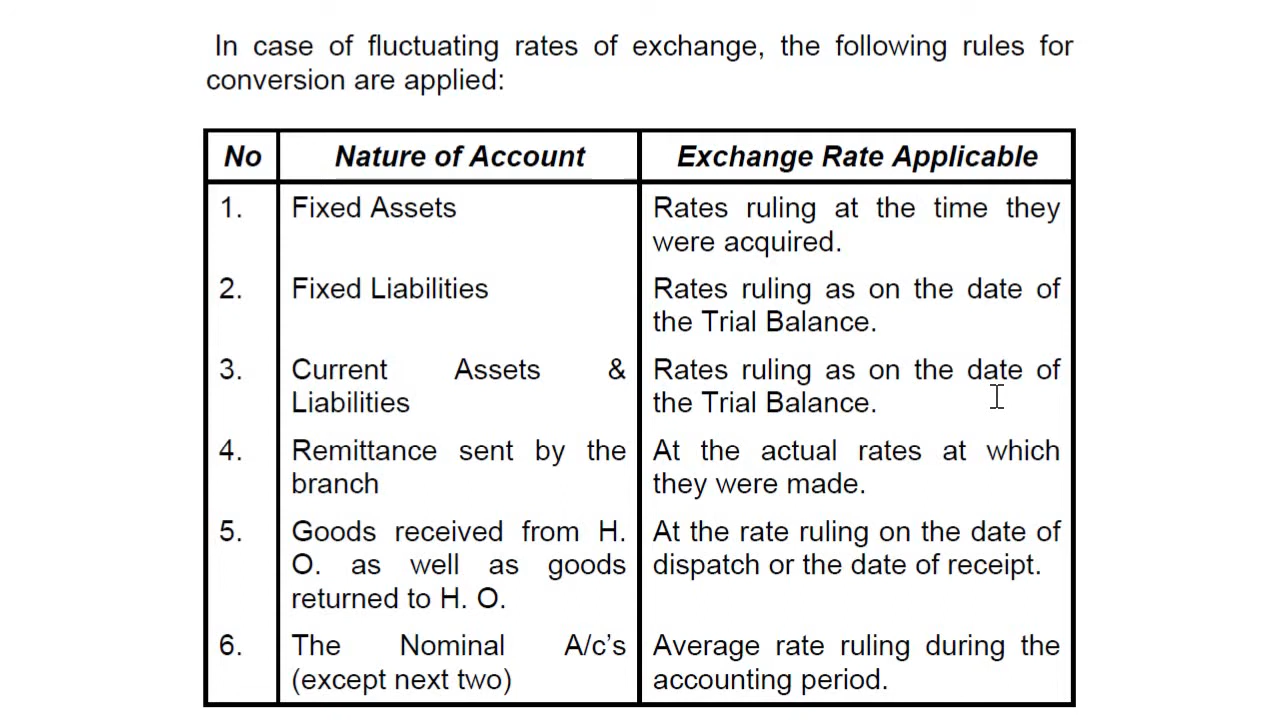 In case of fluctuating rates of exchange, the following rules for
conversion are applied:
No Nature of Account Exchange Rate Applicable
1. Fixed Assets Rates ruling at the time they
were acquired.
2. Fixed Liabilities Rates ruling as on the date of
the Trial Balance.
3. Current Assets & Rates ruling as on the date of
Liabilities the Trial Balance.
4. Remittance sent by the At the actual rates at which
branch they were made.
5. Goods received from H. At the rate ruling on the date of
O. as well as goods dispatch or the date of receipt.
returned to H. O.
6. The Nominal A/c's Average rate ruling during the
(except next two) accounting period.